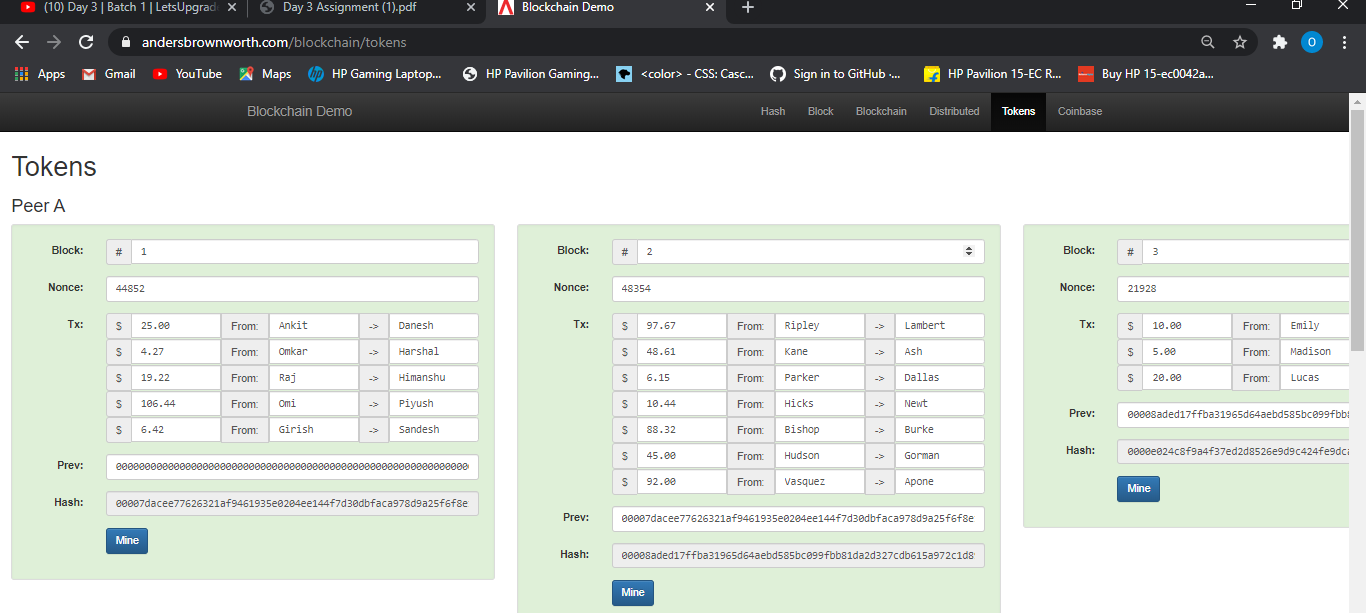 (10) Day 3 | Batch 1 | LetsUpgrad
Day 3 Assignment (1).pdf
Blockchain Demo
andersbrownworth.com/blockchain/tokens
O
Apps Gmail YouTube Maps HP Gaming Laptop... HP Pavilion Gaming... <color> - CSS: Casc... Sign in to GitHub ·... HP Pavilion 15-EC R... Buy HP 15-ec0042a...
Blockchain Demo Hash Block Blockchain Distributed Tokens Coinbase
Tokens
Peer A
Block: # 1
Nonce: 44852
Tx: $ 25.00 From: Ankit -> Danesh
$ 4.27 From: Omkar -> Harshal
$ 19.22 From: Raj -> Himanshu
$ 106.44 From: Omi -> Piyush
$ 6.42 From: Girish -> Sandesh
Prev: 0000000000000000000000000000000000000000000000000000000000000000
Hash: 00007dacee77626321af9461935e0204ee144f7d30dbfaca978d9a25f6f8e
Mine
Block: # 2
Nonce: 48354
Tx: $ 97.67 From: Ripley -> Lambert
$ 48.61 From: Kane -> Ash
$ 6.15 From: Parker -> Dallas
$ 10.44 From: Hicks -> Newt
$ 88.32 From: Bishop -> Burke
$ 45.00 From: Hudson -> Gorman
$ 92.00 From: Vasquez -> Apone
Prev: 00007dacee77626321af9461935e0204ee144f7d30dbfaca978d9a25f6f8e
Hash: 00008aded17ffba31965d64aebd585bc099fbb81da2d327cdb615a972c1d8
Mine
Block: # 3
Nonce: 21928
Tx: $ 10.00 From: Emily
$ 5.00 From: Madison
$ 20.00 From: Lucas
Prev: 00008aded17ffba31965d64aebd585bc099fbb8
Hash: 0000e024c8f9a4f37ed2d8526e9d9c424fe9dca
Mine